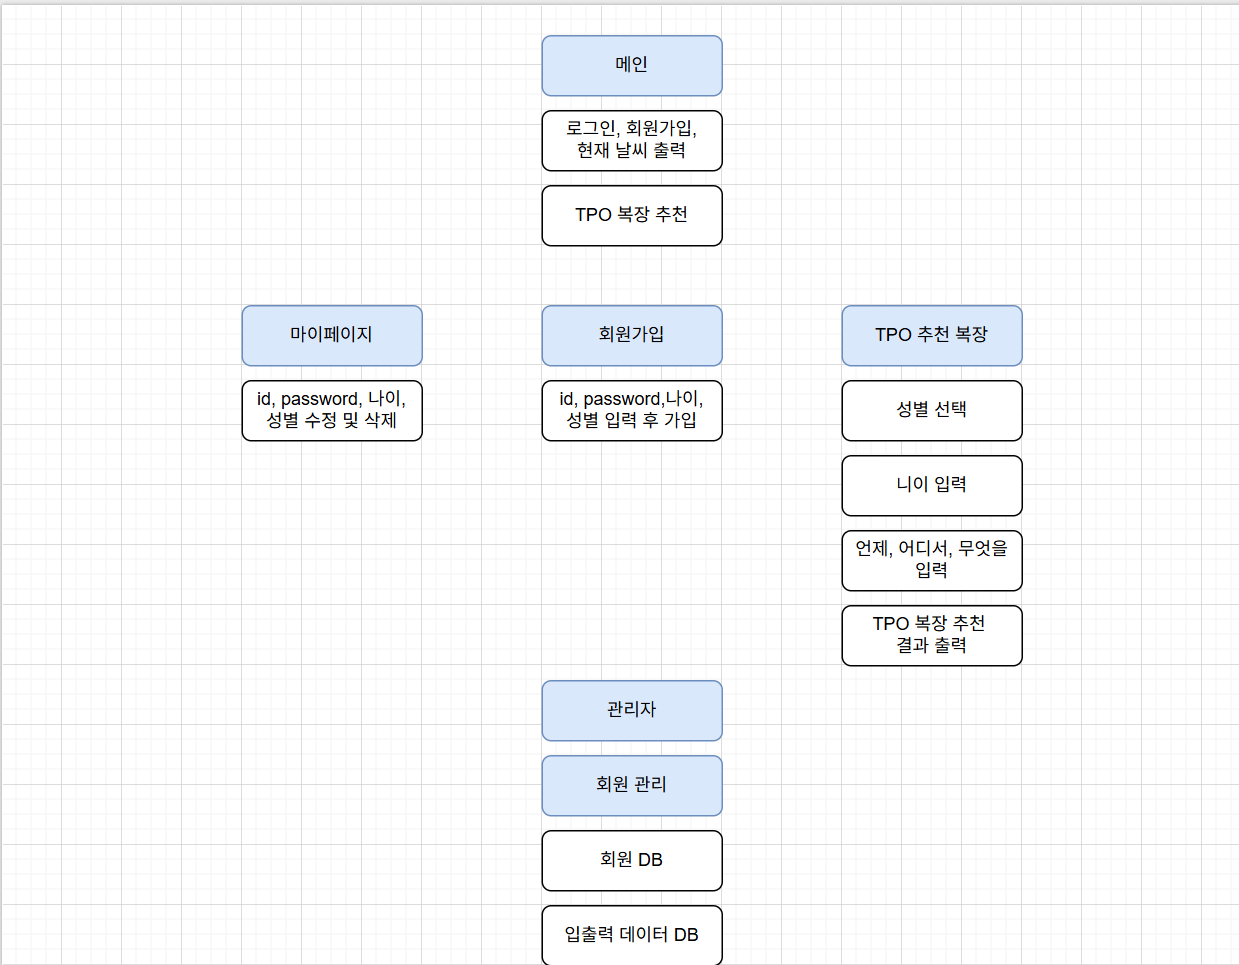 메인
로그인, 회원가입,
현재 날씨 출력
TPO 복장 추천
마이페이지
id, password, 나이,
성별 수정 및 삭제
회원가입
id, password,나이,
성별 입력 후 가입
TPO 추천 복장
성별 선택
니이 입력
언제, 어디서, 무엇을
입력
TPO 복장 추천
결과 출력
관리자
회원 관리
회원 DB
입출력 데이터 DB